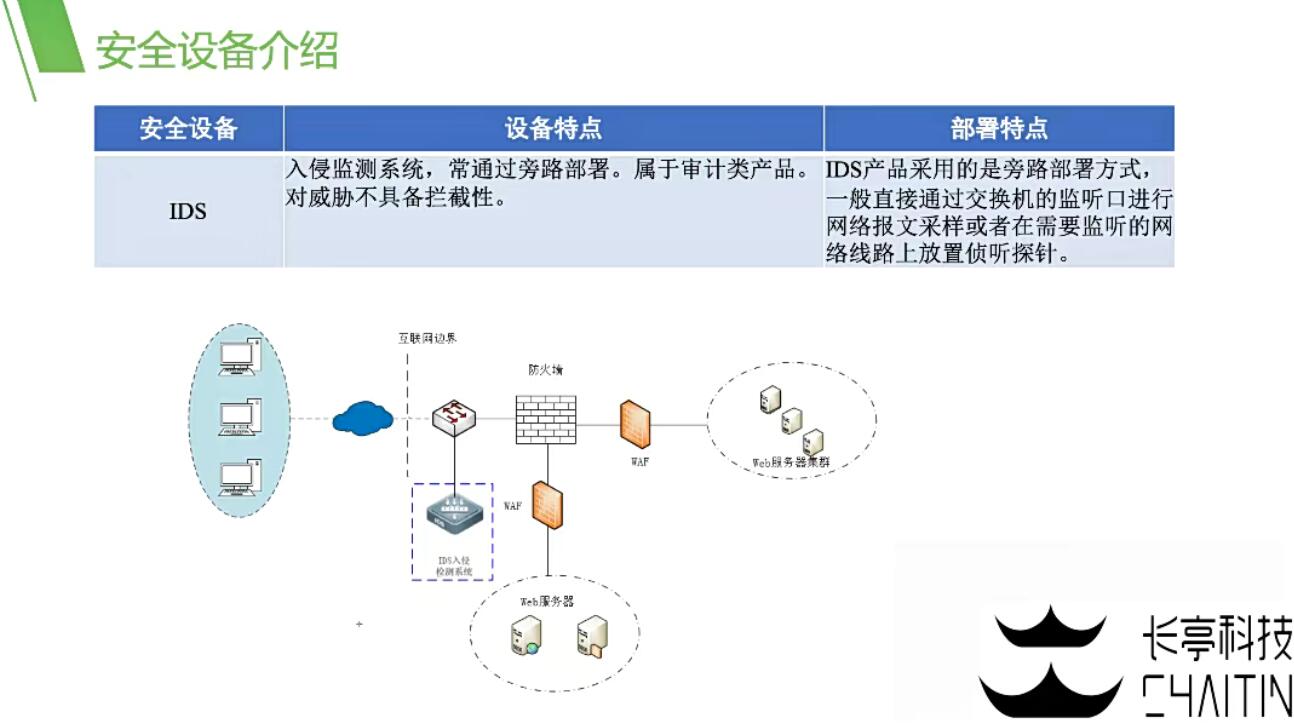 安全设备介绍
安全设备
设备特点
部署特点
IDS
入侵监测系统，常通过旁路部署。属于审计类产品。
对威胁不具备拦截性。
IDS产品采用的是旁路部署方式，
一般直接通过交换机的监听口进行
网络报文采样或者在需要监听的网
络线路上放置侦听探针。
互联网边界
防火墙
WAF
Web服务器集群
WAF
IDS
IDS入侵
检测系统
Web服务器
长亭科技
CHAITIN